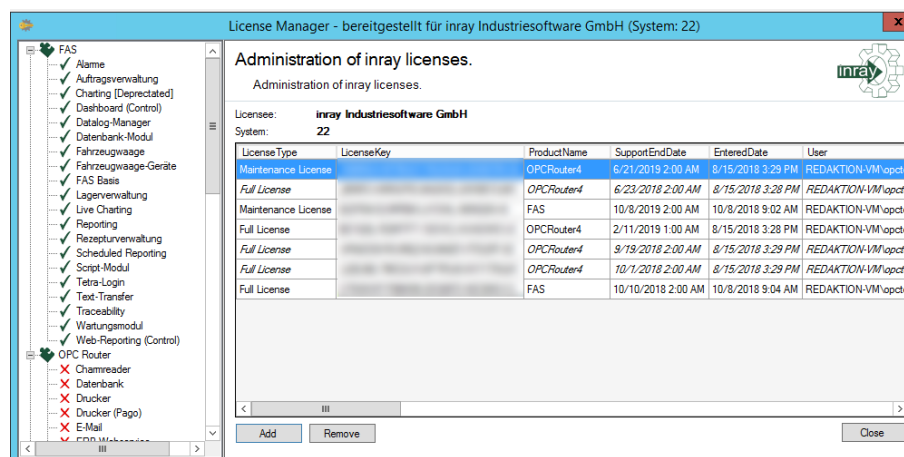 License Manager - bereitgestellt für inray Industriesoftware GmbH (System: 22)
x
FAS
Alarme
Auftragsverwaltung
Charting [Deprectated]
Dashboard (Control)
Datalog-Manager
Datenbank-Modul
Fahrzeugwaage
Fahrzeugwaage-Geräte
FAS Basis
Lagerverwaltung
Live Charting
Reporting
Rezepturverwaltung
Scheduled Reporting
Script-Modul
Tetra-Login
Text-Transfer
Traceability
Wartungsmodul
Web-Reporting (Control)
OPC Router
Charmreader
Datenbank
Drucker
Drucker (Pago)
E-Mail
Administration of inray licenses.
Administration of inray licenses.
inray
Licensee: inray Industriesoftware GmbH
System: 22
LicenseType LicenseKey ProductName SupportEndDate EnteredDate User
Maintenance License OPCRouter4 6/21/2019 2:00 AM 8/15/2018 3:29 PM REDAKTION-VM\opct
Full License OPCRouter4 6/23/2018 2:00 AM 8/15/2018 3:28 PM REDAKTION-VM\opct
Maintenance License FAS 10/8/2019 2:00 AM 10/8/2018 9:02 AM REDAKTION-VM\opct
Full License OPCRouter4 2/11/2019 1:00 AM 8/15/2018 3:28 PM REDAKTION-VM\opct
Full License OPCRouter4 9/19/2018 2:00 AM 8/15/2018 3:29 PM REDAKTION-VM\opct
Full License OPCRouter4 10/1/2018 2:00 AM 8/15/2018 3:29 PM REDAKTION-VM\opct
Full License FAS 10/10/2018 2:00 AM 10/8/2018 9:04 AM REDAKTION-VM\opct
Add Remove Close